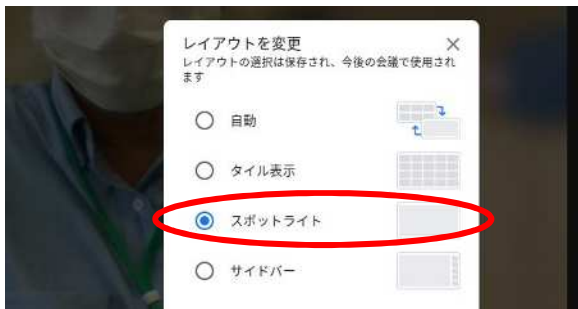 レイアウトを変更
レイアウトの選択は保存され、今後の会議で使用され
ます
自動
タイル表示
スポットライト
サイドバー